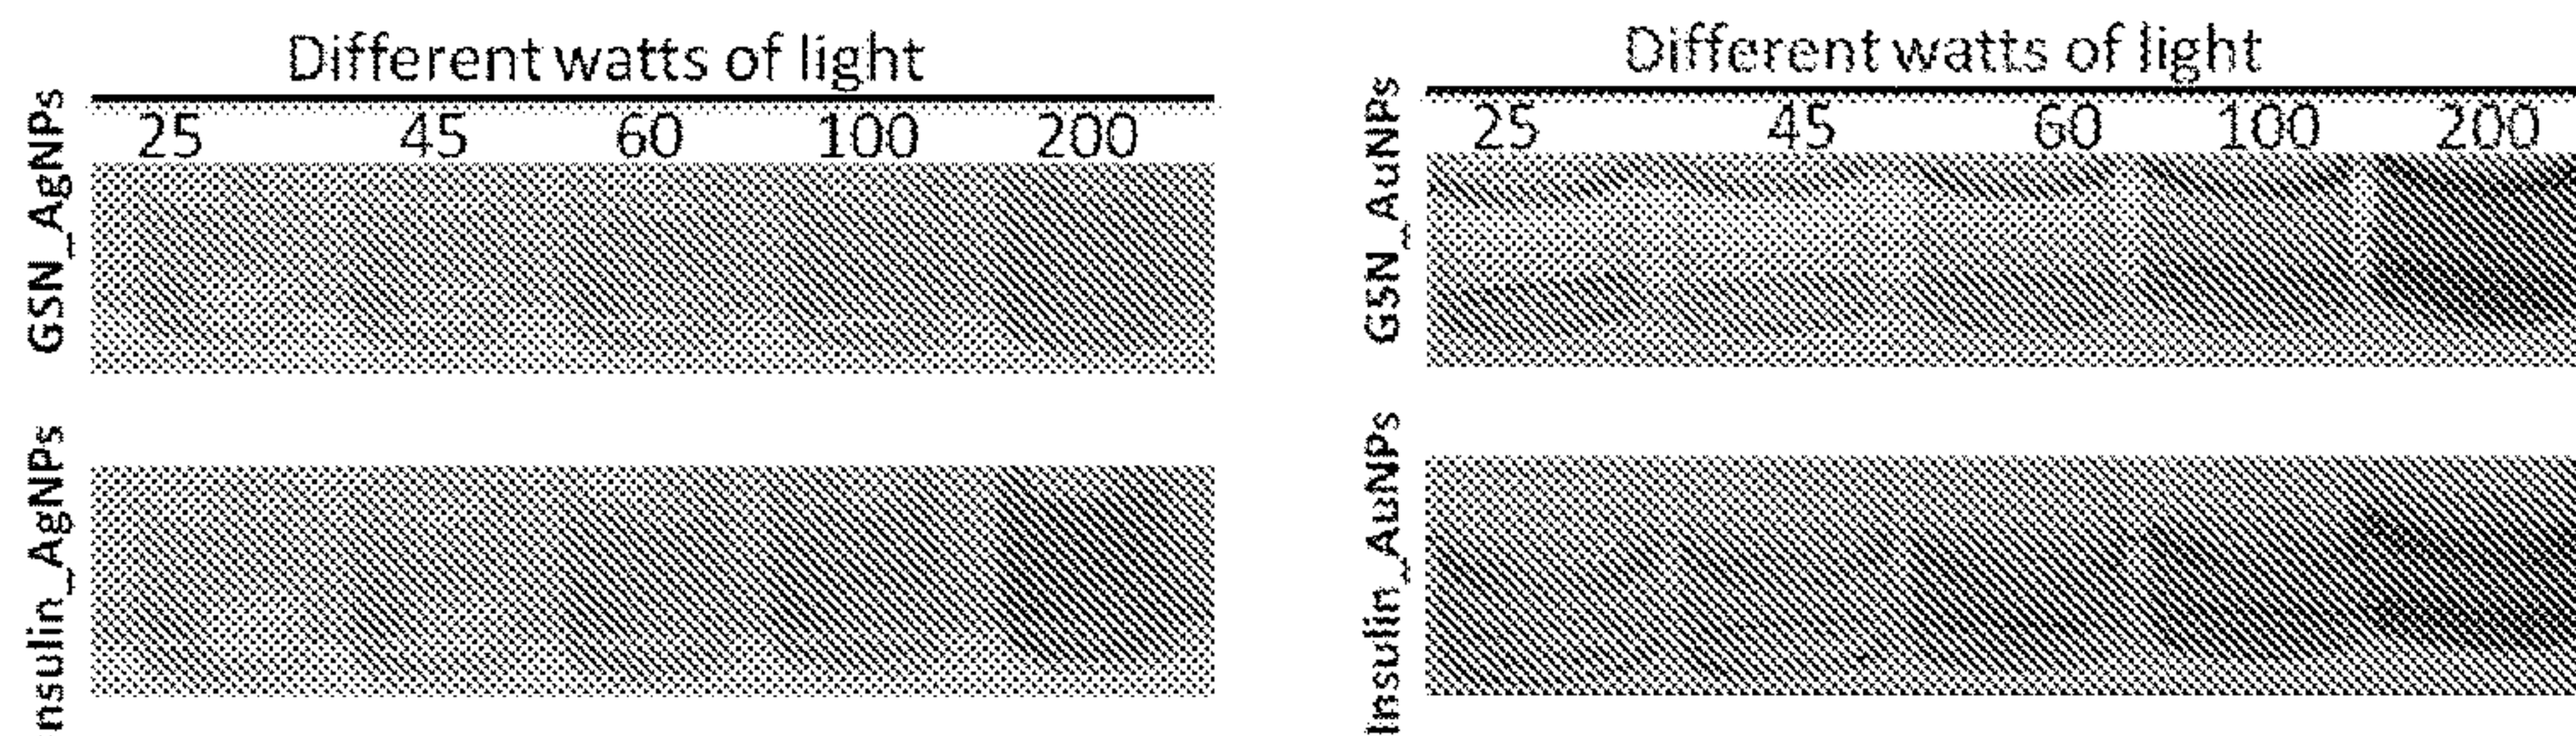 Different watts of light
25 45 60 100 200
GSN_AgNPs
nsulin_AgNPs
Different watts of light
25 45 60 100 200
GSN_AuNPs
Insulin_AuNPs